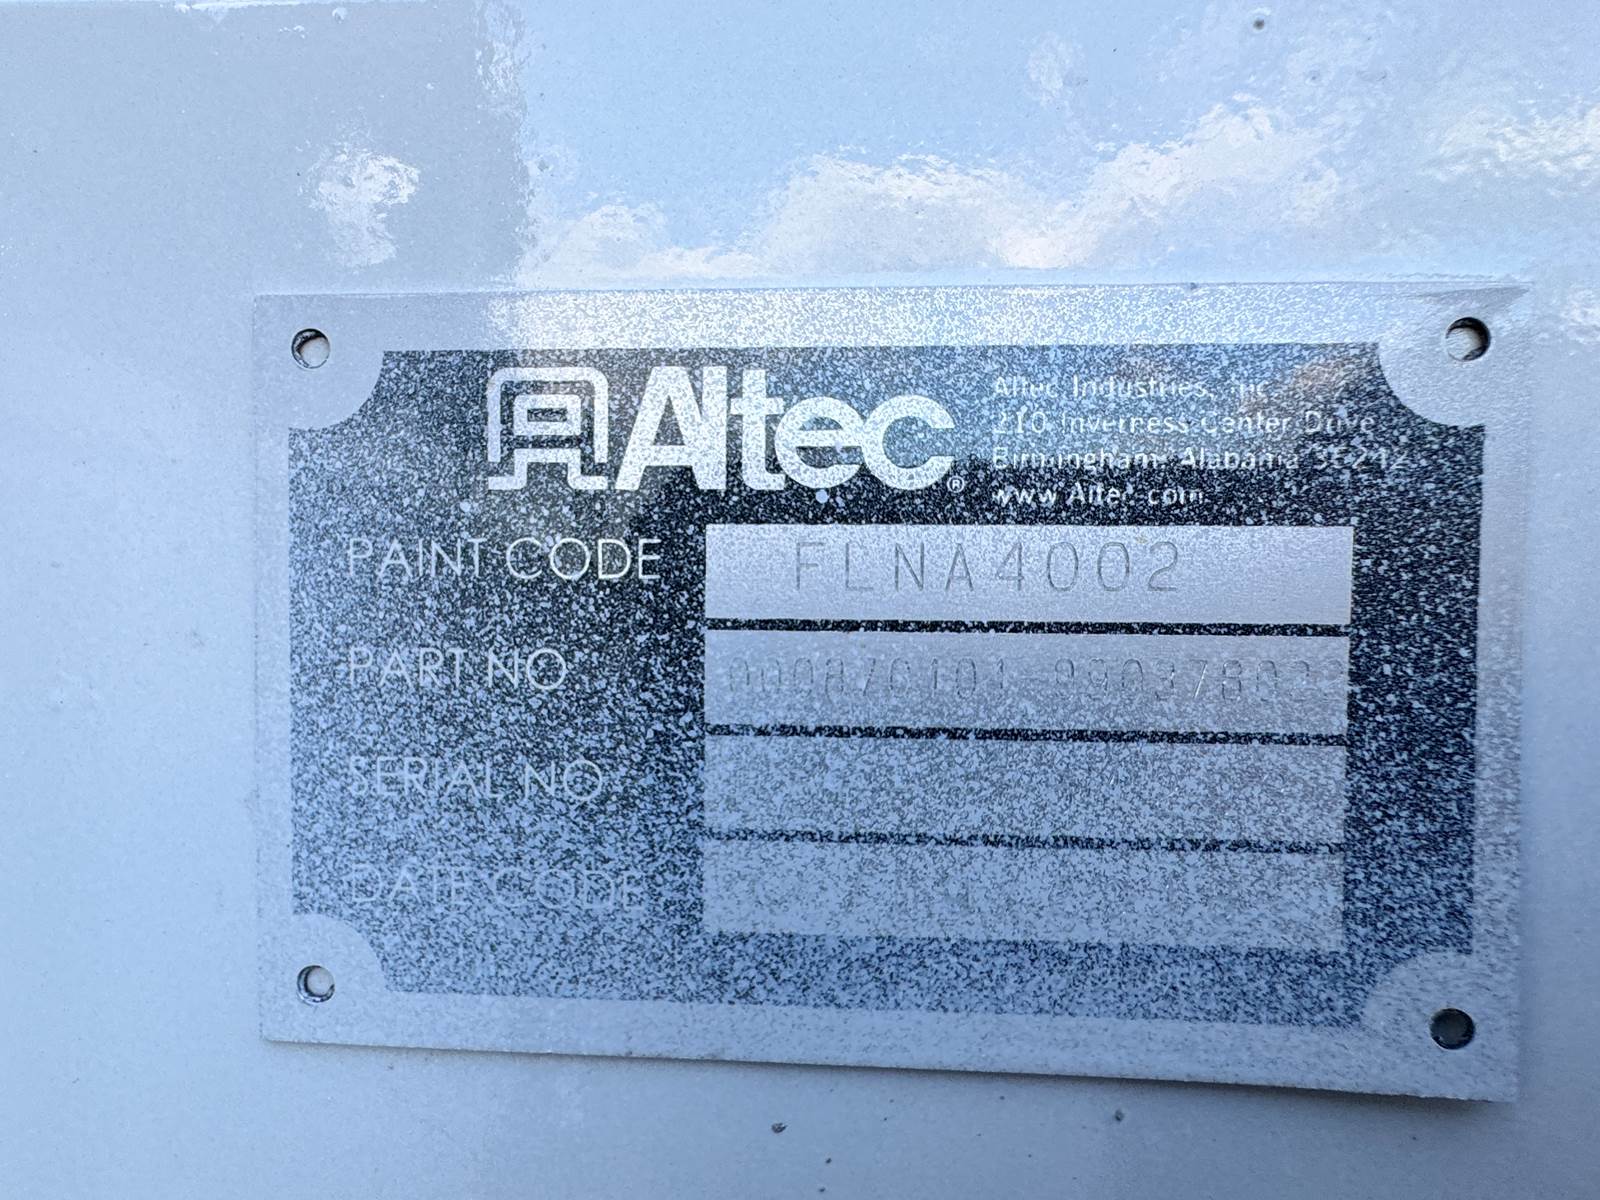 Altec®
Altec Industries, Inc.
210 Inverness Center Drive
Birmingham, Alabama 35242
www.Altec.com
PAINT CODE FLNA4002
PART NO
SERIAL NO
DATE CODE